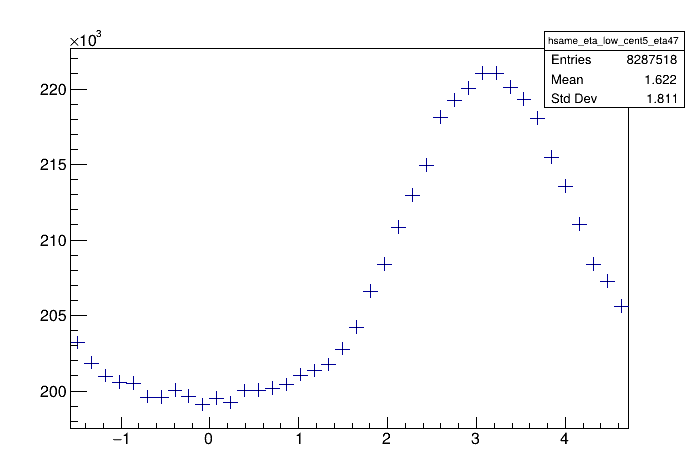 ×10³
hsame_eta_low_cent5_eta47
Entries 8287518
Mean 1.622
Std Dev 1.811
220
215
210
205
200
−1 0 1 2 3 4